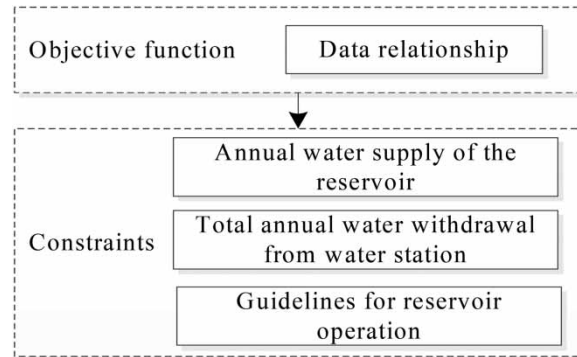 Objective function
Data relationship
Annual water supply of the
reservoir
Constraints
Total annual water withdrawal
from water station
Guidelines for reservoir
operation